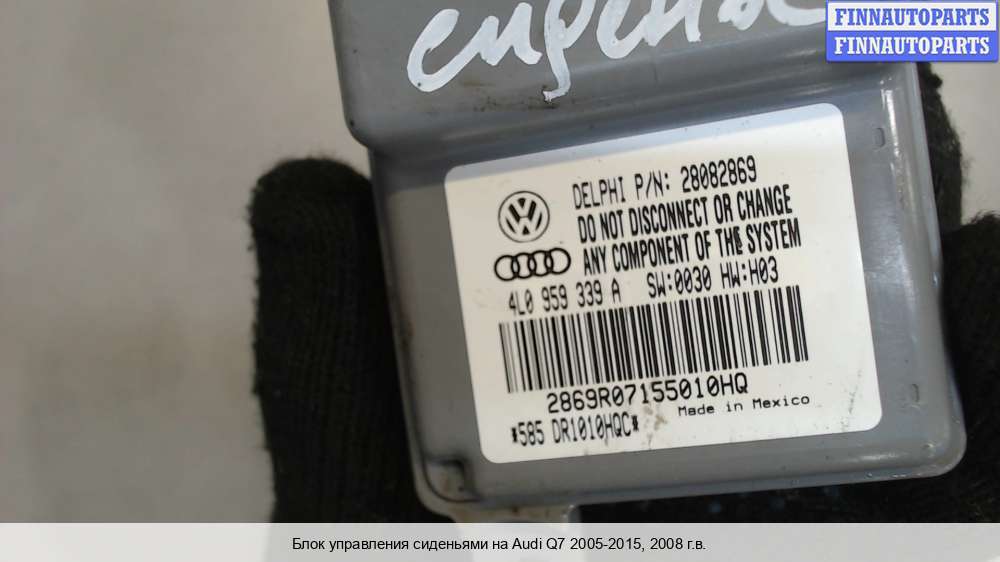 FINNAUTOPARTS
FINNAUTOPARTS
DELPHI P/N: 28082869
DO NOT DISCONNECT OR CHANGE
ANY COMPONENT OF THE SYSTEM
4L0 959 339 A SW:0030 HW:H03
2869R07155010HQ
Made in Mexico
*585 DR1010HQC*
Блок управления сиденьями на Audi Q7 2005-2015, 2008 г.в.